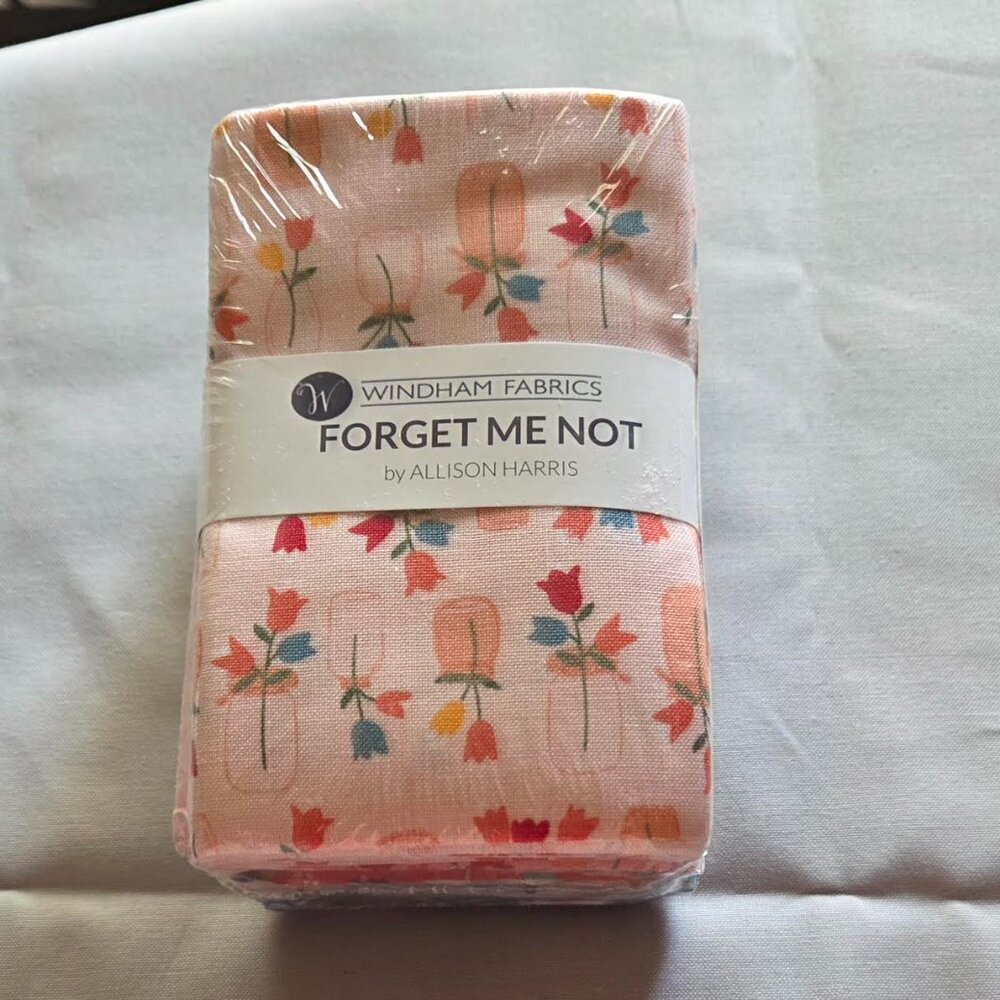 W WINDHAM FABRICS
FORGET ME NOT
by ALLISON HARRIS